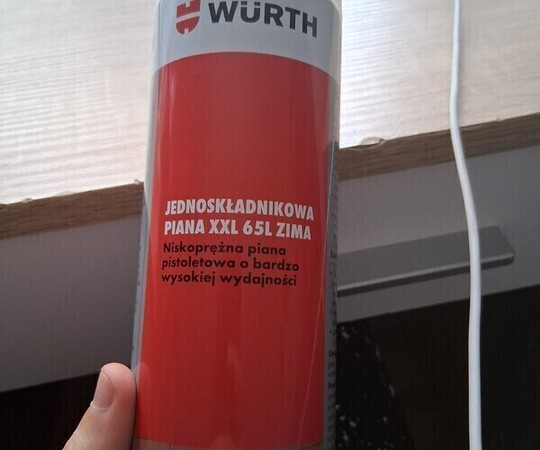 WÜRTH
JEDNOSKŁADNIKOWA
PIANA XXL 65L ZIMA
Niskoprężna piana
pistoletowa o bardzo
wysokiej wydajności